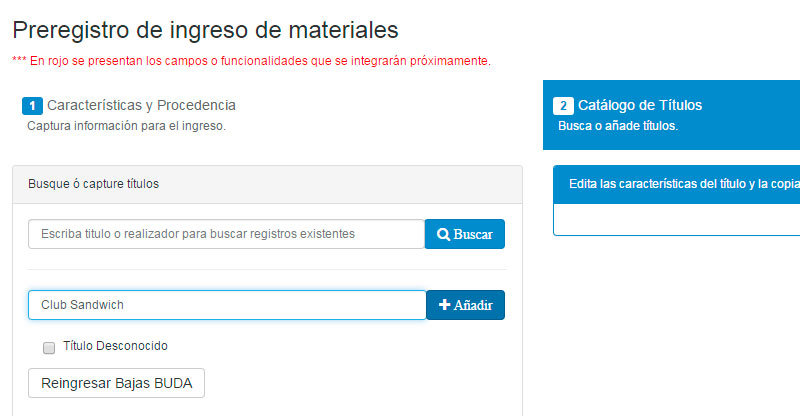 Preregistro de ingreso de materiales
*** En rojo se presentan los campos o funcionalidades que se integrarán próximamente.
1 Características y Procedencia
Captura información para el ingreso.
2 Catálogo de Títulos
Busca o añade títulos.
Busque ó capture títulos
Edita las características del título y la copia
Escriba titulo o realizador para buscar registros existentes
Buscar
Club Sandwich
Añadir
Título Desconocido
Reingresar Bajas BUDA